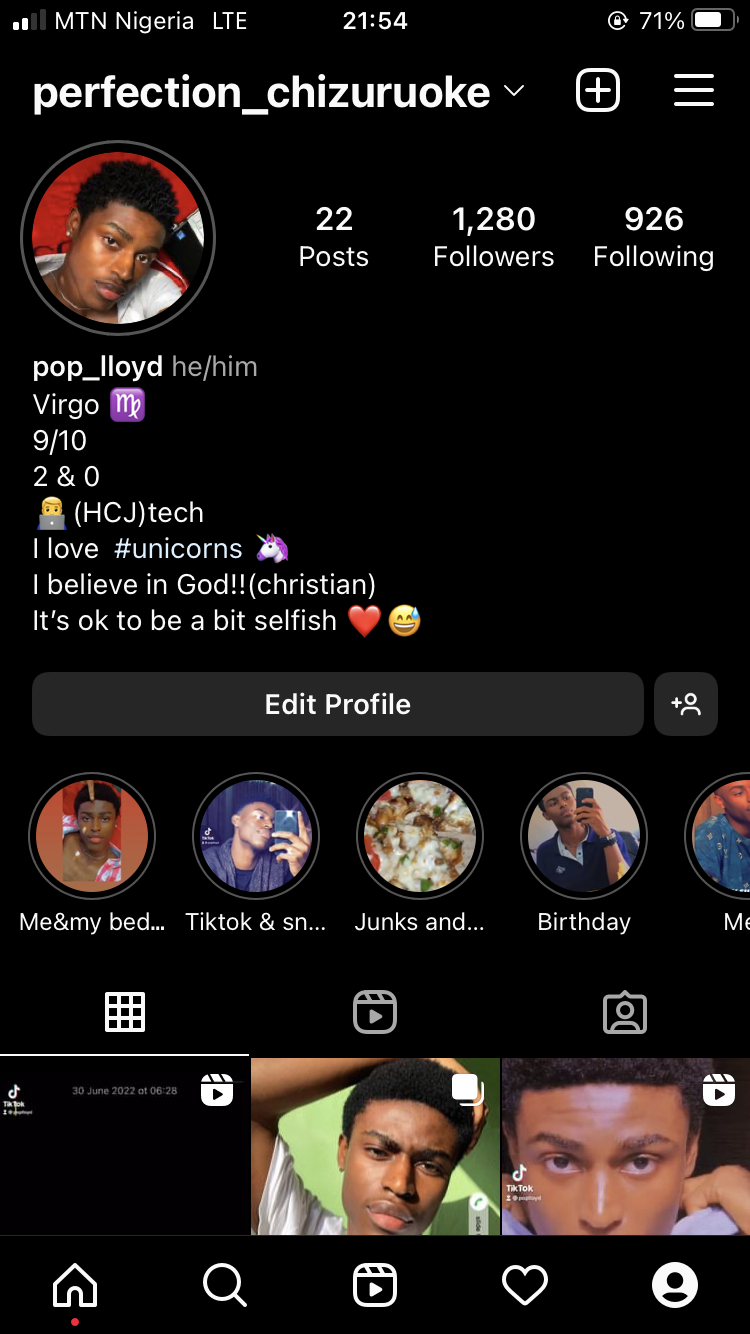 MTN Nigeria LTE 21:54 71%
perfection_chizuruoke
22 1,280 926
Posts Followers Following
pop_lloyd he/him
Virgo ♍
9/10
2 & 0
👨‍💻(HCJ)tech
I love #unicorns 🦄
I believe in God!!(christian)
It's ok to be a bit selfish ❤️😅
Edit Profile
Me&my bed... Tiktok & sn... Junks and... Birthday Me
30 June 2022 at 06:28
TikTok
TikTok
TikTok